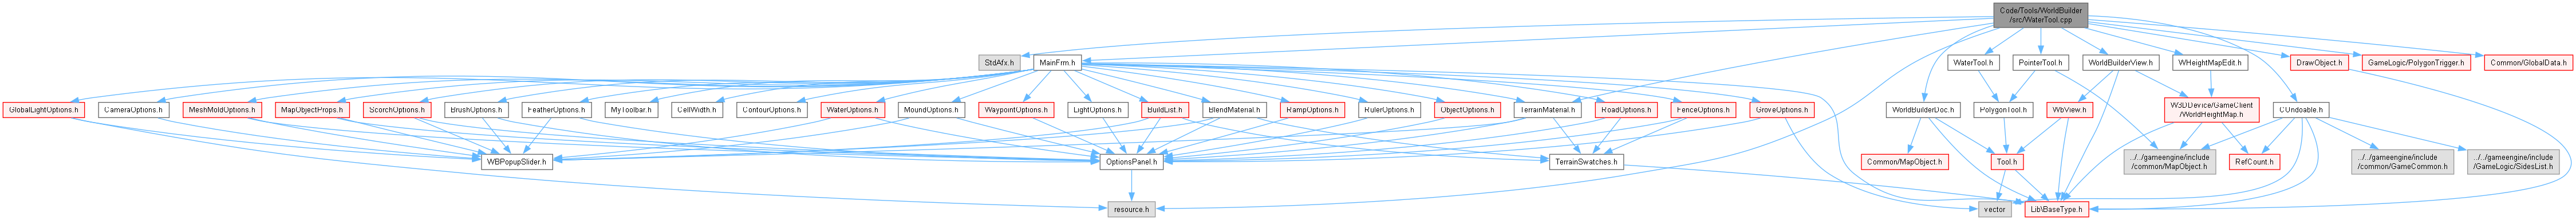 Code/Tools/WorldBuilder
/src/WaterTool.cpp
StdAfx.h
MainFrm.h
WaterTool.h
PointerTool.h
WorldBuilderView.h
WHeightMapEdit.h
DrawObject.h
GameLogic/PolygonTrigger.h
Common/GlobalData.h
GlobalLightOptions.h
CameraOptions.h
MeshMoldOptions.h
MapObjectProps.h
ScorchOptions.h
BrushOptions.h
FeatherOptions.h
MyToolbar.h
CellWidth.h
ContourOptions.h
WaterOptions.h
MoundOptions.h
WaypointOptions.h
LightOptions.h
BuildList.h
BlendMaterial.h
RampOptions.h
RulerOptions.h
ObjectOptions.h
TerrainMaterial.h
RoadOptions.h
FenceOptions.h
GroveOptions.h
WorldBuilderDoc.h
PolygonTool.h
WbView.h
W3DDevice/GameClient
/WorldHeightMap.h
CUndoable.h
WBPopupSlider.h
OptionsPanel.h
TerrainSwatches.h
Common/MapObject.h
Tool.h
../../gameengine/include
/common/MapObject.h
RefCount.h
../../gameengine/include
/common/GameCommon.h
../../gameengine/include
/GameLogic/SidesList.h
resource.h
vector
Lib/BaseType.h